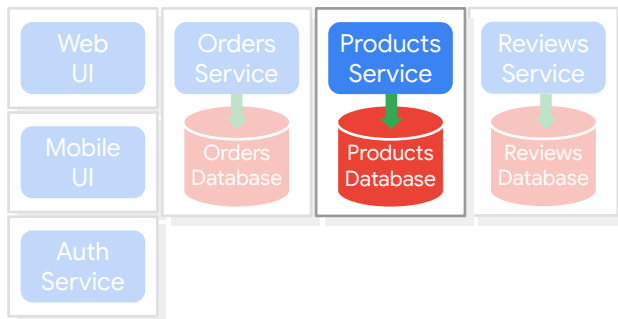 Web
UI
Orders
Service
Products
Service
Reviews
Service
Mobile
UI
Orders
Database
Products
Database
Reviews
Database
Auth
Service